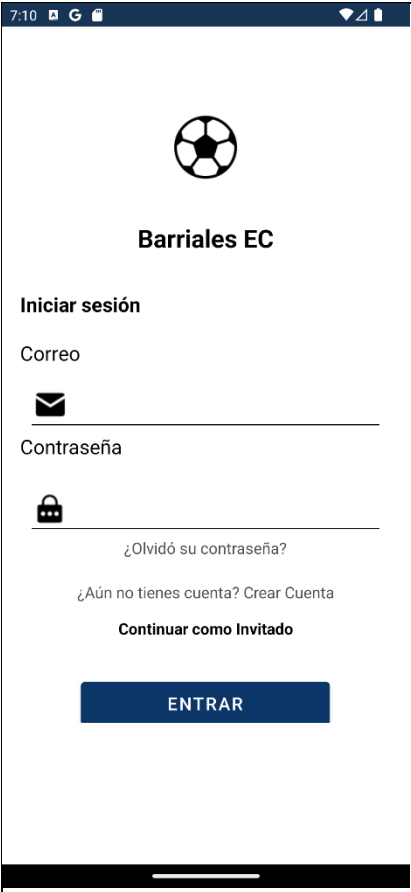 7:10
Barriales EC
Iniciar sesión
Correo
Contraseña
¿Olvidó su contraseña?
¿Aún no tienes cuenta? Crear Cuenta
Continuar como Invitado
ENTRAR